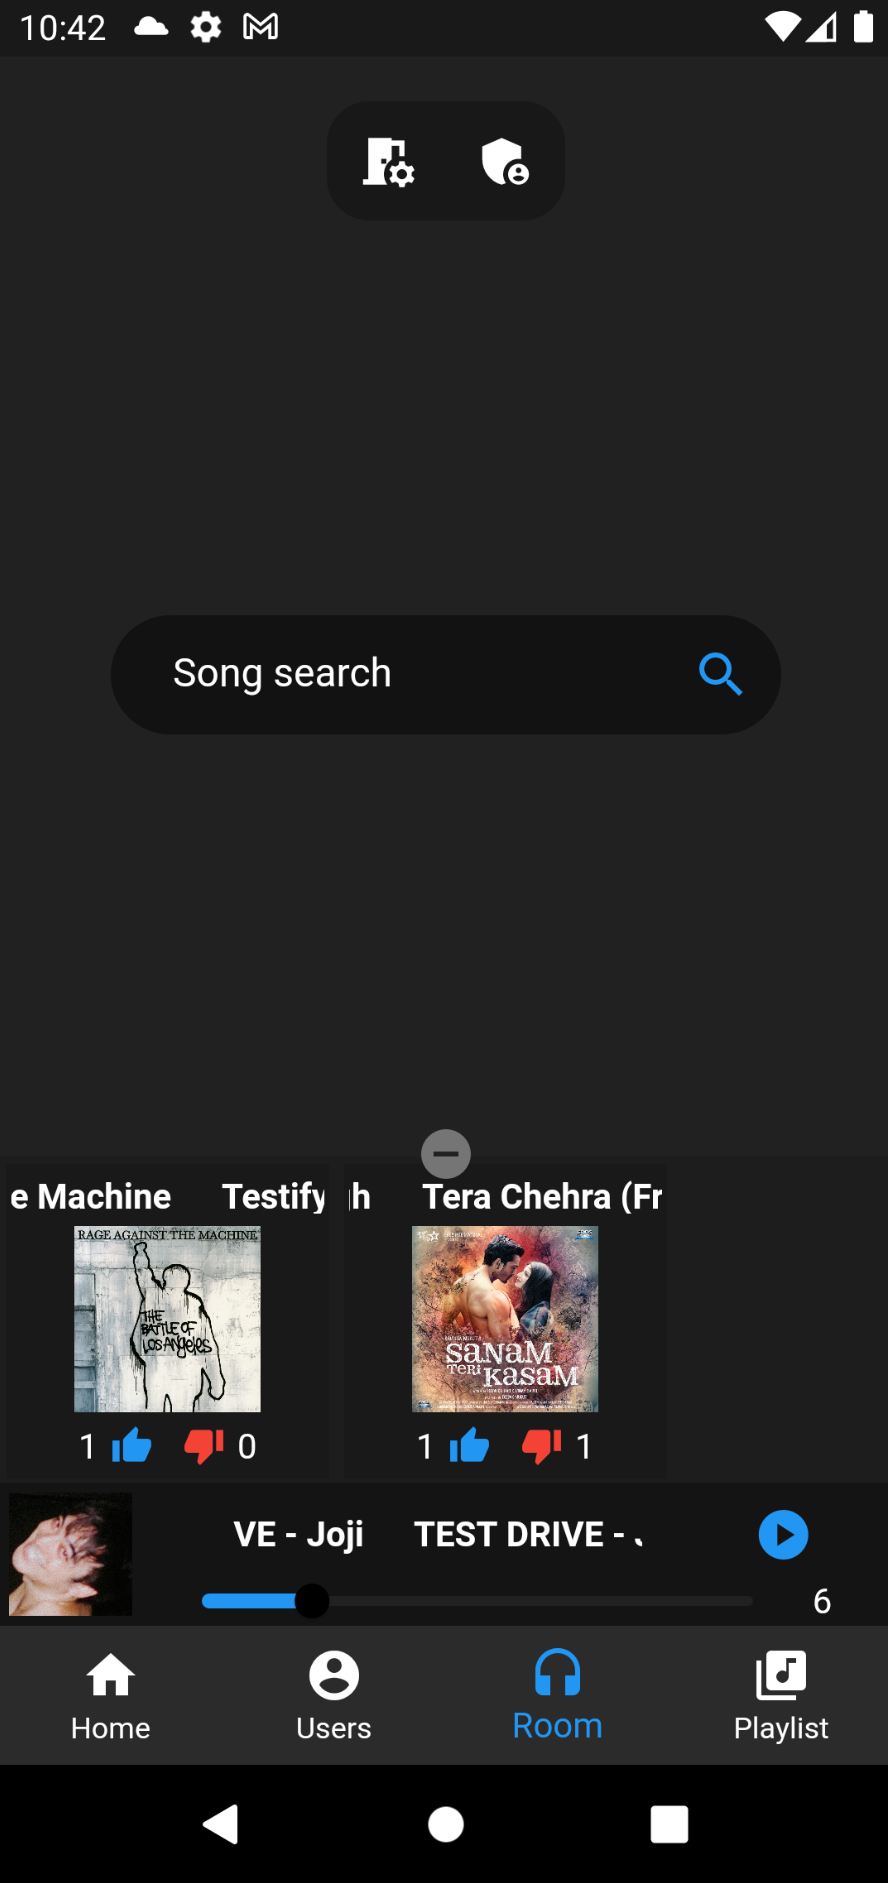 10:42
Song search
e Machine Testify
h Tera Chehra (Fr
RAGE AGAINST THE MACHINE
THE
BATTLE OF
LOS ANGELES
SANAM
TERI KASAM
1 0
1 1
VE - Joji TEST DRIVE -
6
Home
Users
Room
Playlist